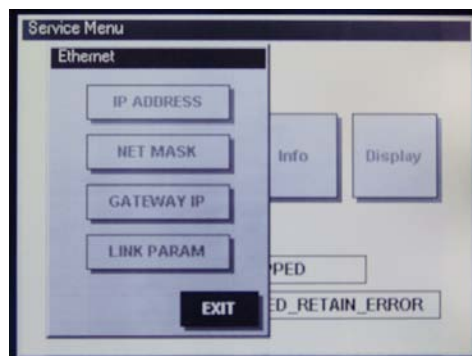 Service Menu
Ethernet
IP ADDRESS
NET MASK
Info
Display
GATEWAY IP
LINK PARAM
PPED
EXIT
ED_RETAIN_ERROR